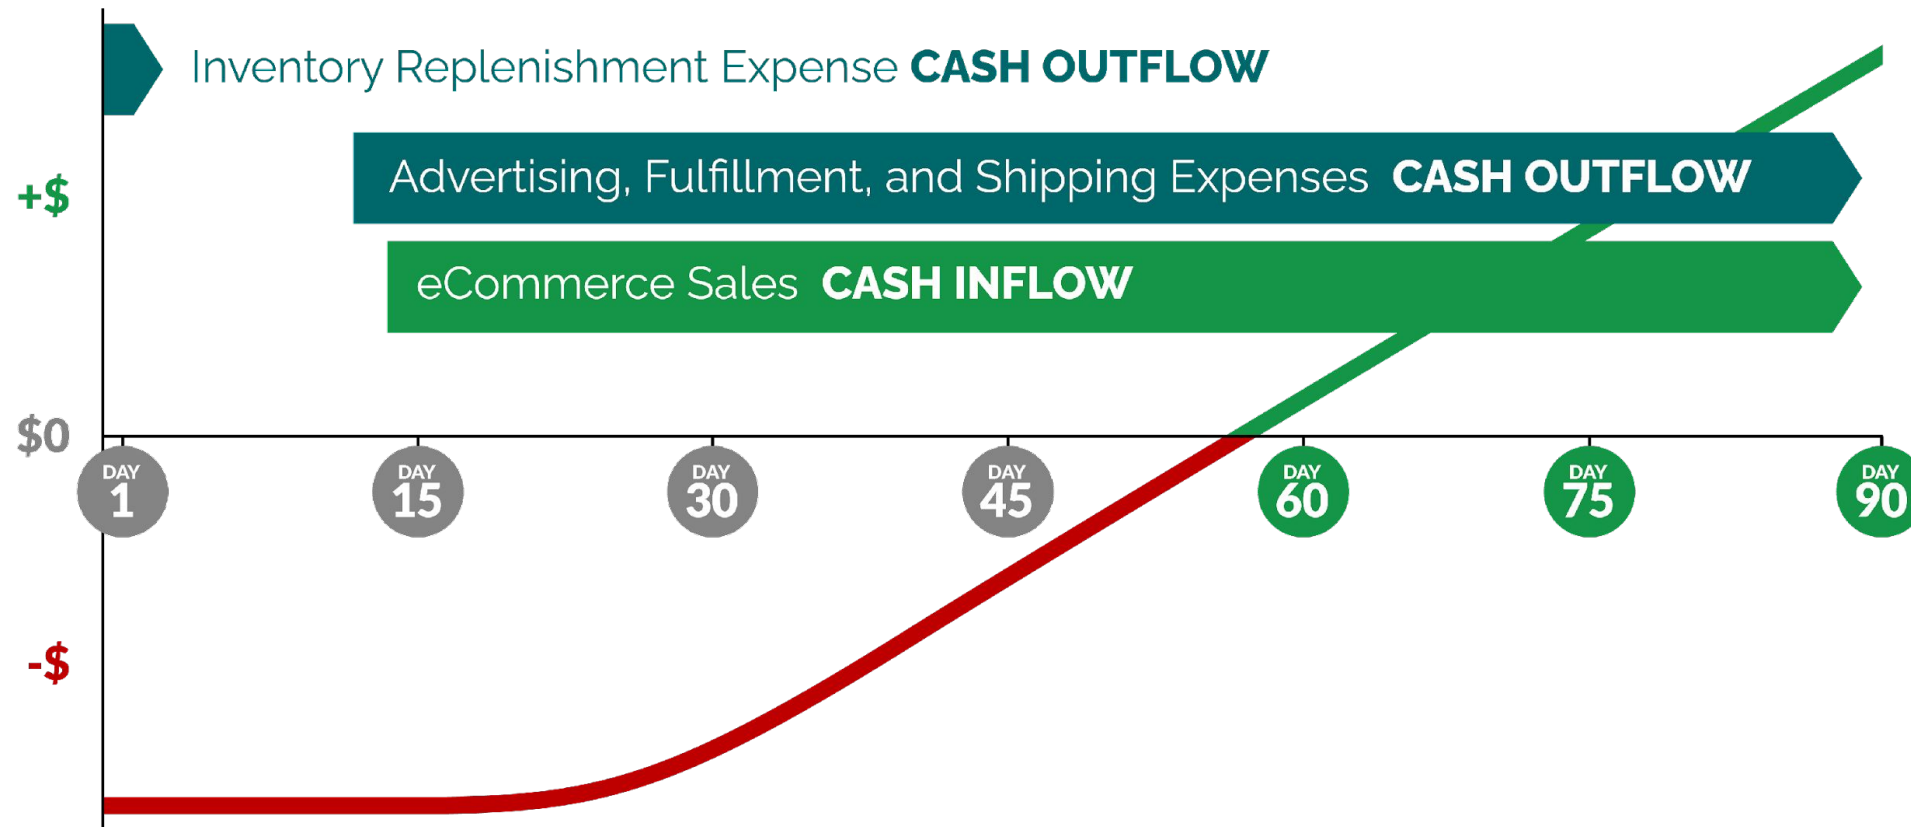 Inventory Replenishment Expense CASH OUTFLOW
+$
Advertising, Fulfillment, and Shipping Expenses CASH OUTFLOW
eCommerce Sales CASH INFLOW
$0
DAY 1
DAY 15
DAY 30
DAY 45
DAY 60
DAY 75
DAY 90
-$